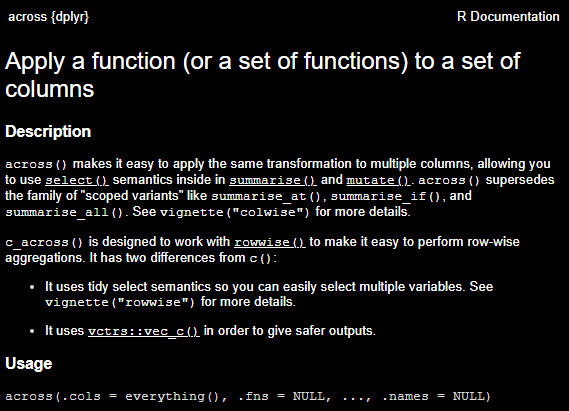 across {dplyr}
R Documentation
Apply a function (or a set of functions) to a set of
columns
Description
across() makes it easy to apply the same transformation to multiple columns, allowing you
to use select() semantics inside in summarise() and mutate(). across() supersedes
the family of "scoped variants" like summarise_at(), summarise_if(), and
summarise_all(). See vignette("colwise") for more details.
c_across() is designed to work with rowwise() to make it easy to perform row-wise
aggregations. It has two differences from c():
• It uses tidy select semantics so you can easily select multiple variables. See
vignette("rowwise") for more details.
• It uses vctrs::vec_c() in order to give safer outputs.
Usage
across(.cols = everything(), .fns = NULL, ..., .names = NULL)